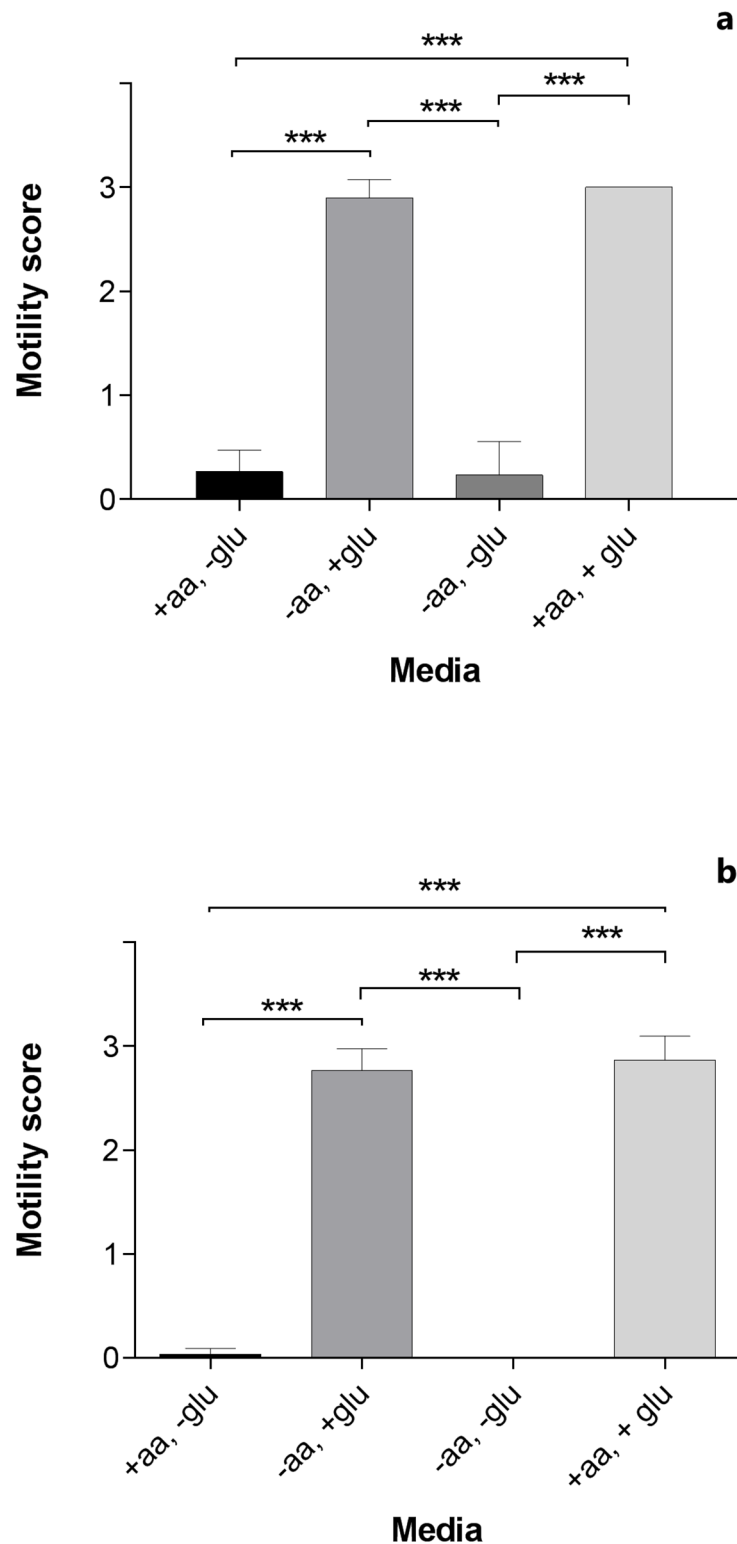 a
***
***
***
***
Motility score
3
2
1
0
+aa, -glu
-aa, +glu
-aa, -glu
+aa, + glu
Media
b
***
***
***
***
Motility score
3
2
1
0
+aa, -glu
-aa, +glu
-aa, -glu
+aa, + glu
Media